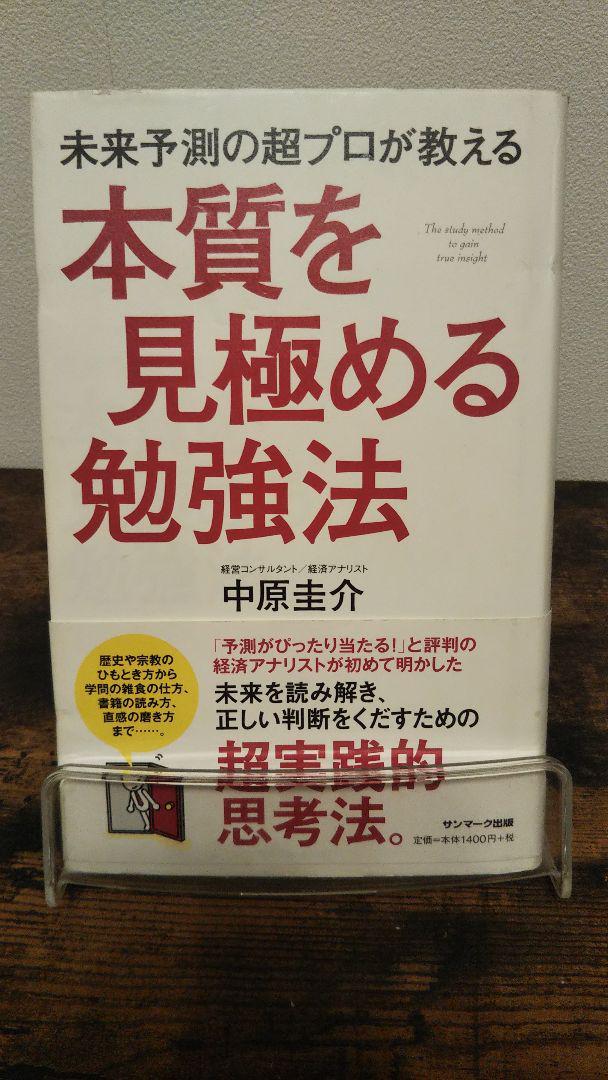 未来予測の超プロが教える
本質を
見極める
勉強法
The study method
to gain
true insight
経営コンサルタント/経済アナリスト
中原圭介
「予測がぴったり当たる!」と評判の
経済アナリストが初めて明かした
未来を読み解き、
正しい判断をくだすための
超実践的
思考法。
歴史や宗教の
ひもとき方から
学問の雑食の仕方、
書籍の読み方、
直感の磨き方
まで……。
サンマーク出版
定価=本体1400円+税